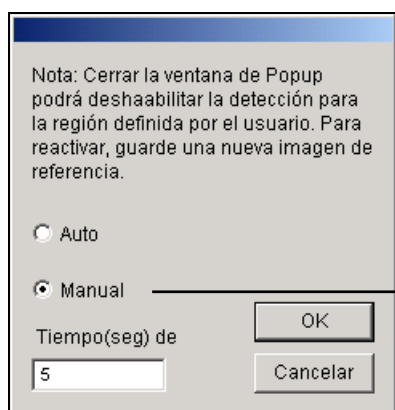 Nota: Cerrar la ventana de Popup
podrá deshaabilitar la detección para
la región definida por el usuario. Para
reactivar, guarde una nueva imagen de
referencia.
Auto
Manual
OK
Tiempo(seg) de
5
Cancelar